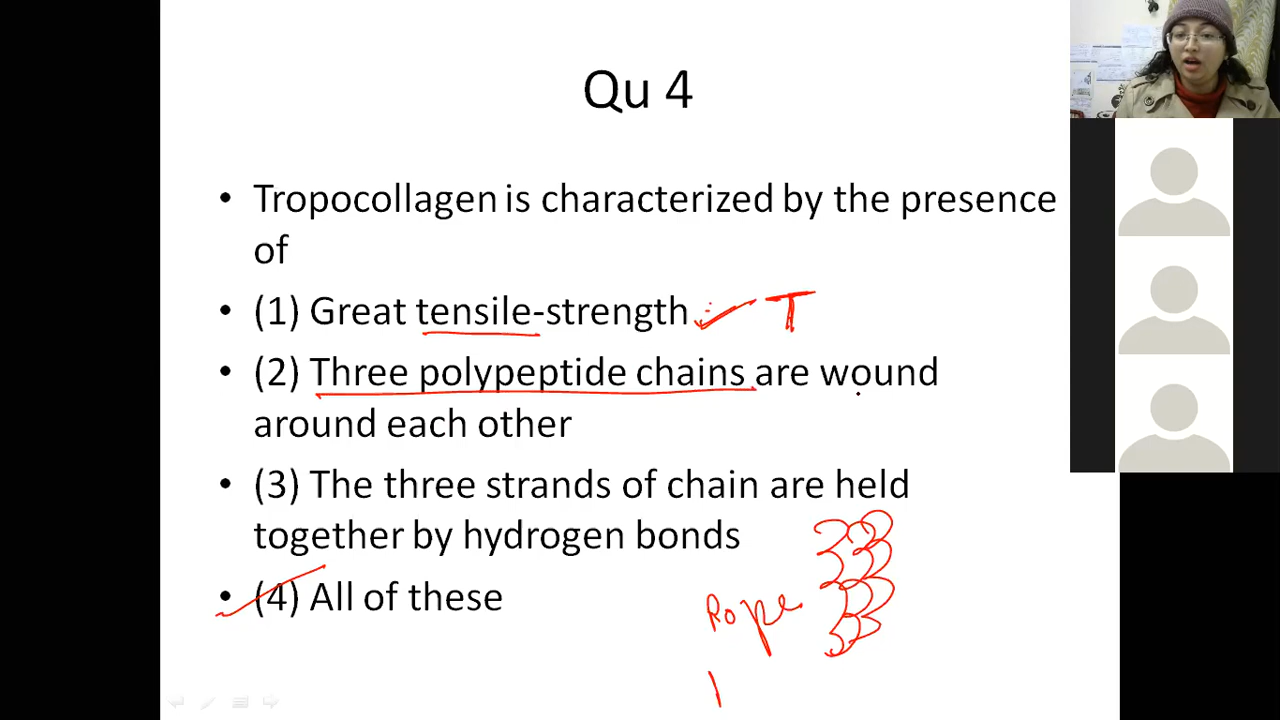 Qu 4
• Tropocollagen is characterized by the presence
of
• (1) Great tensile-strength T
• (2) Three polypeptide chains are wound
around each other
• (3) The three strands of chain are held
together by hydrogen bonds
• (4) All of these
Rope